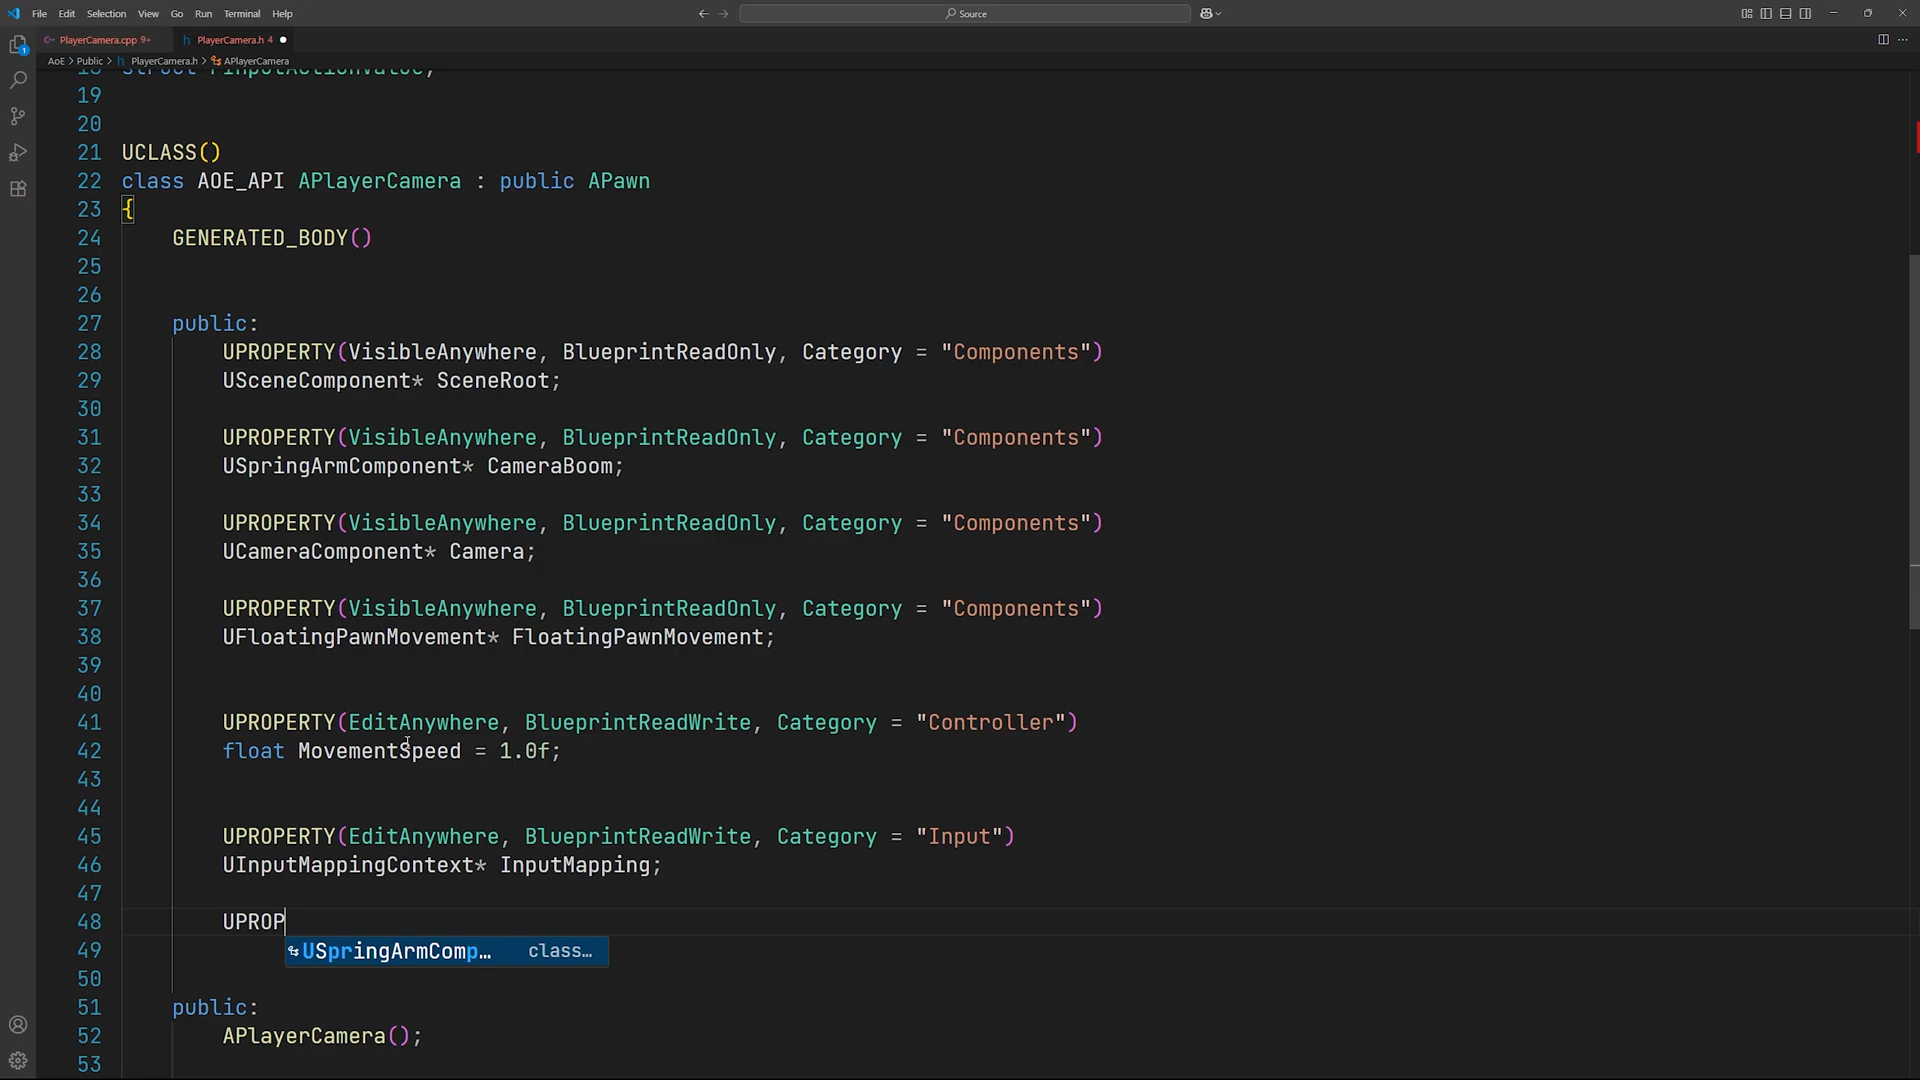 File Edit Selection View Go Run Terminal Help
Source
PlayerCamera.cpp 9+
PlayerCamera.h 4
AoE > Public > PlayerCamera.h > APlayerCamera
18 struct FInputActionValue;
19
20
21 UCLASS()
22 class AOE_API APlayerCamera : public APawn
23 {
24 GENERATED_BODY()
25
26
27 public:
28 UPROPERTY(VisibleAnywhere, BlueprintReadOnly, Category = "Components")
29 USceneComponent* SceneRoot;
30
31 UPROPERTY(VisibleAnywhere, BlueprintReadOnly, Category = "Components")
32 USpringArmComponent* CameraBoom;
33
34 UPROPERTY(VisibleAnywhere, BlueprintReadOnly, Category = "Components")
35 UCameraComponent* Camera;
36
37 UPROPERTY(VisibleAnywhere, BlueprintReadOnly, Category = "Components")
38 UFloatingPawnMovement* FloatingPawnMovement;
39
40
41 UPROPERTY(EditAnywhere, BlueprintReadWrite, Category = "Controller")
42 float MovementSpeed = 1.0f;
43
44
45 UPROPERTY(EditAnywhere, BlueprintReadWrite, Category = "Input")
46 UInputMappingContext* InputMapping;
47
48 UPROP
49 USpringArmComp… class…
50
51 public:
52 APlayerCamera();
53